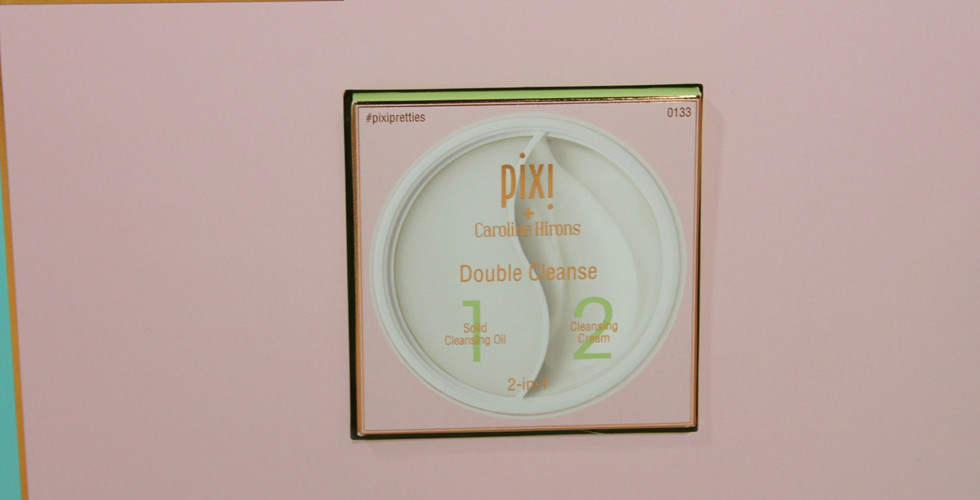 #pixipretties
0133
pixi
+
Caroline Hirons
Double Cleanse
1
Solid
Cleansing Oil
2
Cleansing
Cream
2-in-1